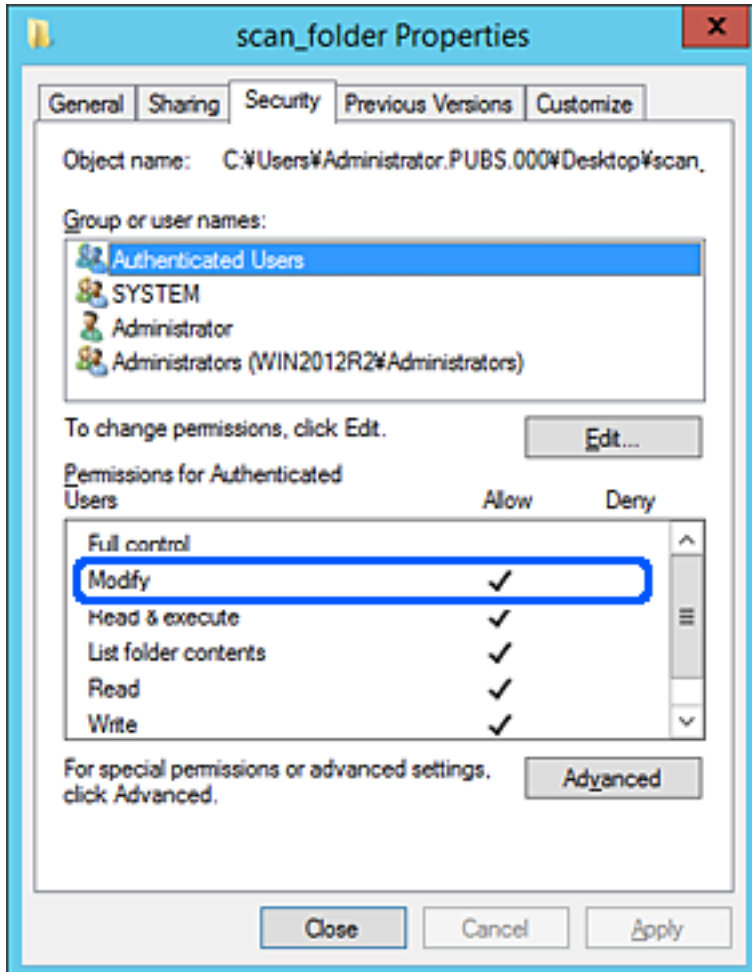 scan_folder Properties
x
General Sharing Security Previous Versions Customize
Object name: C:¥Users¥Administrator.PUBS.000¥Desktop¥scan_
Group or user names:
Authenticated Users
SYSTEM
Administrator
Administrators (WIN2012R2¥Administrators)
To change permissions, click Edit.
Edit...
Permissions for Authenticated
Users Allow Deny
Full control
Modify
Read & execute
List folder contents
Read
Write
For special permissions or advanced settings,
click Advanced.
Advanced
Close Cancel Apply